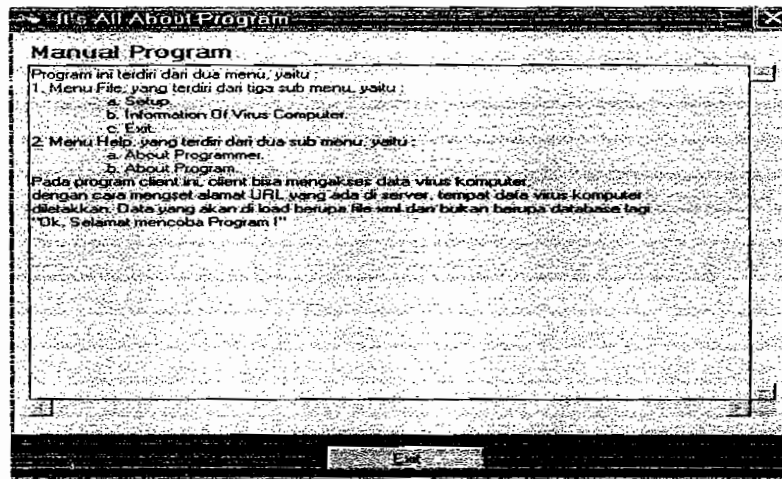 It's All About Program
Manual Program
Program ini terdiri dari dua menu, yaitu :
1. Menu File, yang terdiri dari tiga sub menu, yaitu :
a. Setup.
b. Information Of Virus Computer.
c. Exit.
2. Menu Help, yang terdiri dari dua sub menu, yaitu :
a. About Programmer.
b. About Program.
Pada program client ini, client bisa mengakses data virus komputer,
dengan cara mengset alamat URL yang ada di server, tempat data virus komputer
diletakkan. Data yang akan di load berupa file xml dan bukan berupa database lagi
"Ok, Selamat mencoba Program !"
Exit